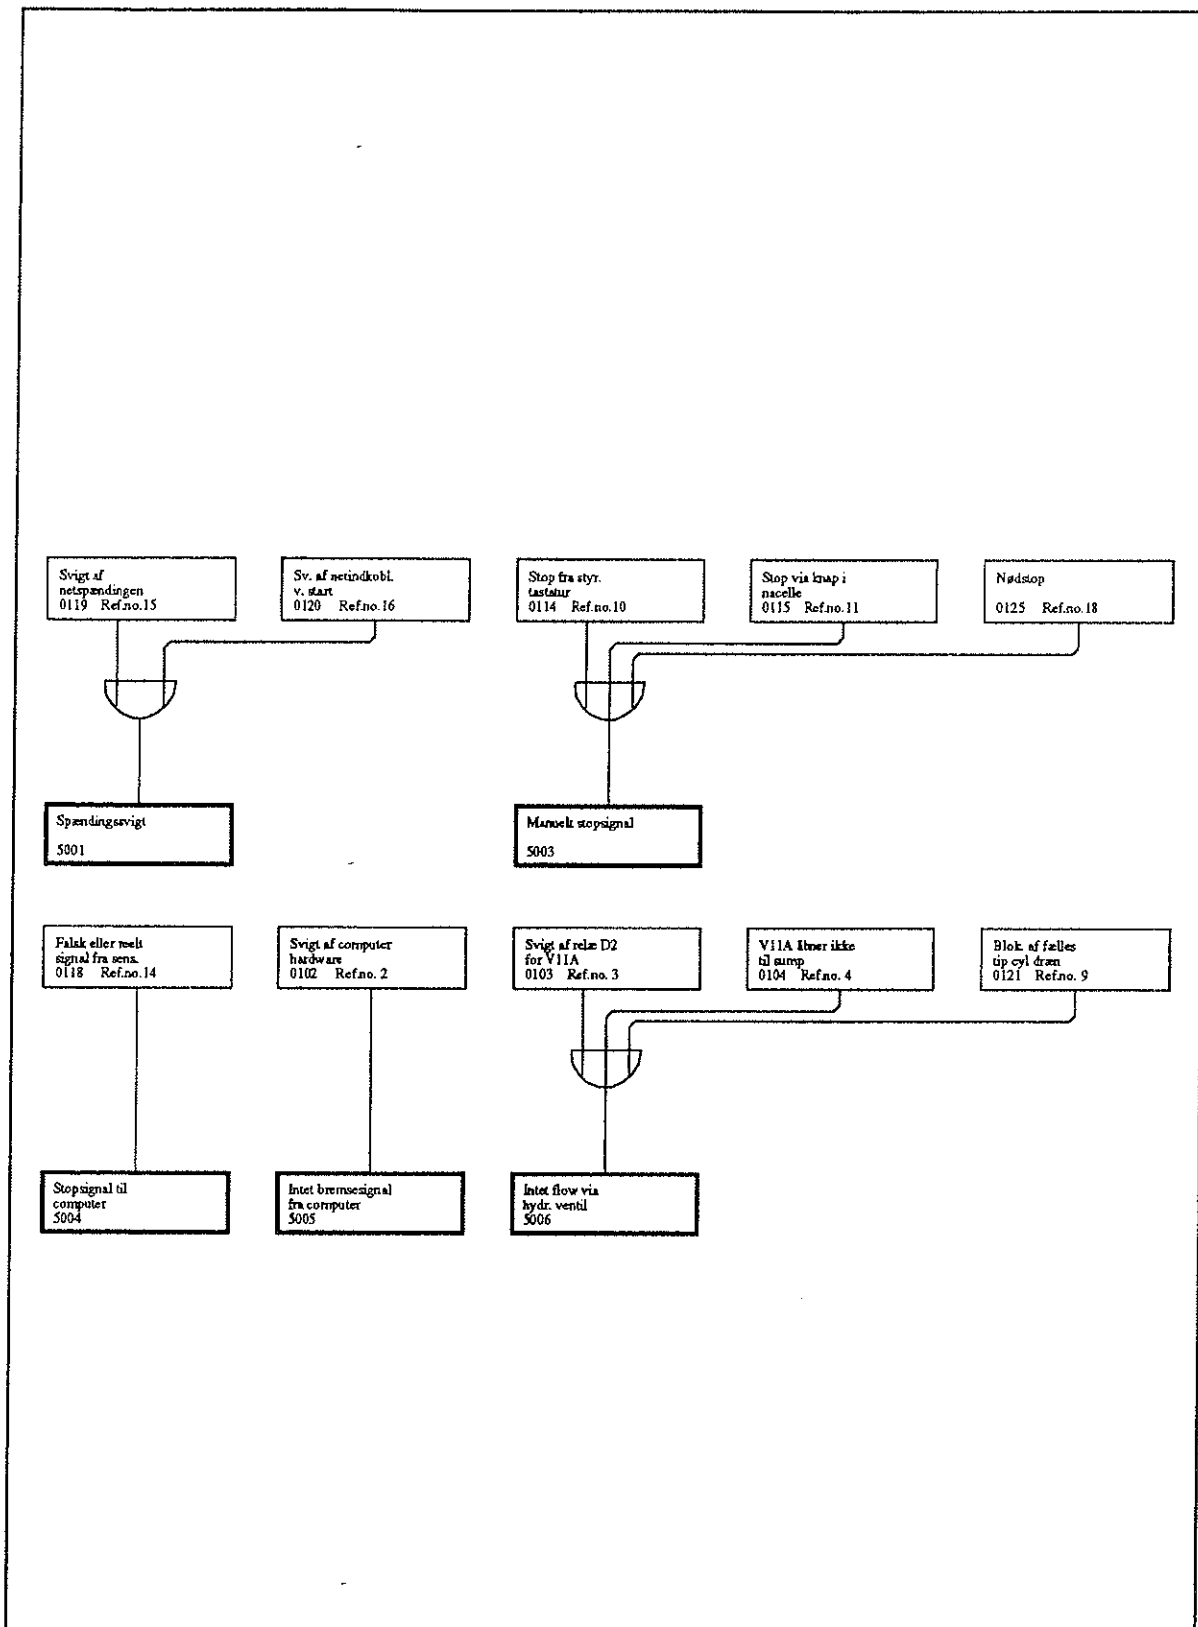 Svigt af
netspændingen
0119 Ref.no.15
Sv. af netindkobl.
v. start
0120 Ref.no.16
Stop fra styr.
tastatur
0114 Ref.no.10
Stop via knap i
nacelle
0115 Ref.no.11
Nødstop
0125 Ref.no.18
Spændingssvigt
5001
Manuelt stopsignal
5003
Falsk eller reelt
signal fra sens.
0118 Ref.no.14
Svigt af computer
hardware
0102 Ref.no. 2
Svigt af relæ D2
for V11A
0103 Ref.no. 3
V11A åbner ikke
til sump
0104 Ref.no. 4
Blok. af fælles
tip cyl dræn
0121 Ref.no. 9
Stopsignal til
computer
5004
Intet bremsesignal
fra computer
5005
Intet flow via
hydr. ventil
5006